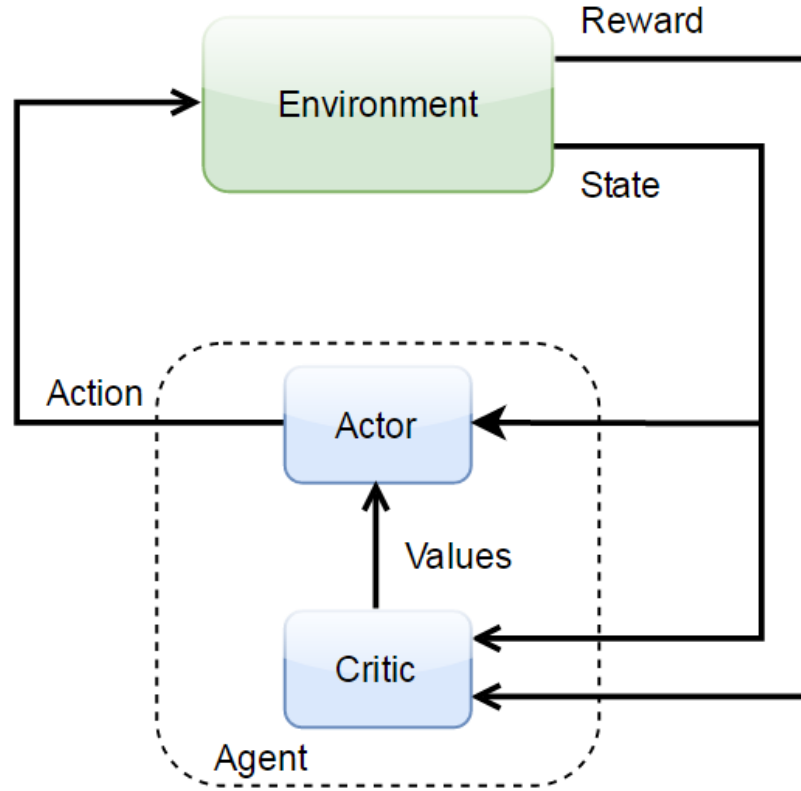 Reward
Environment
State
Action
Actor
Values
Critic
Agent